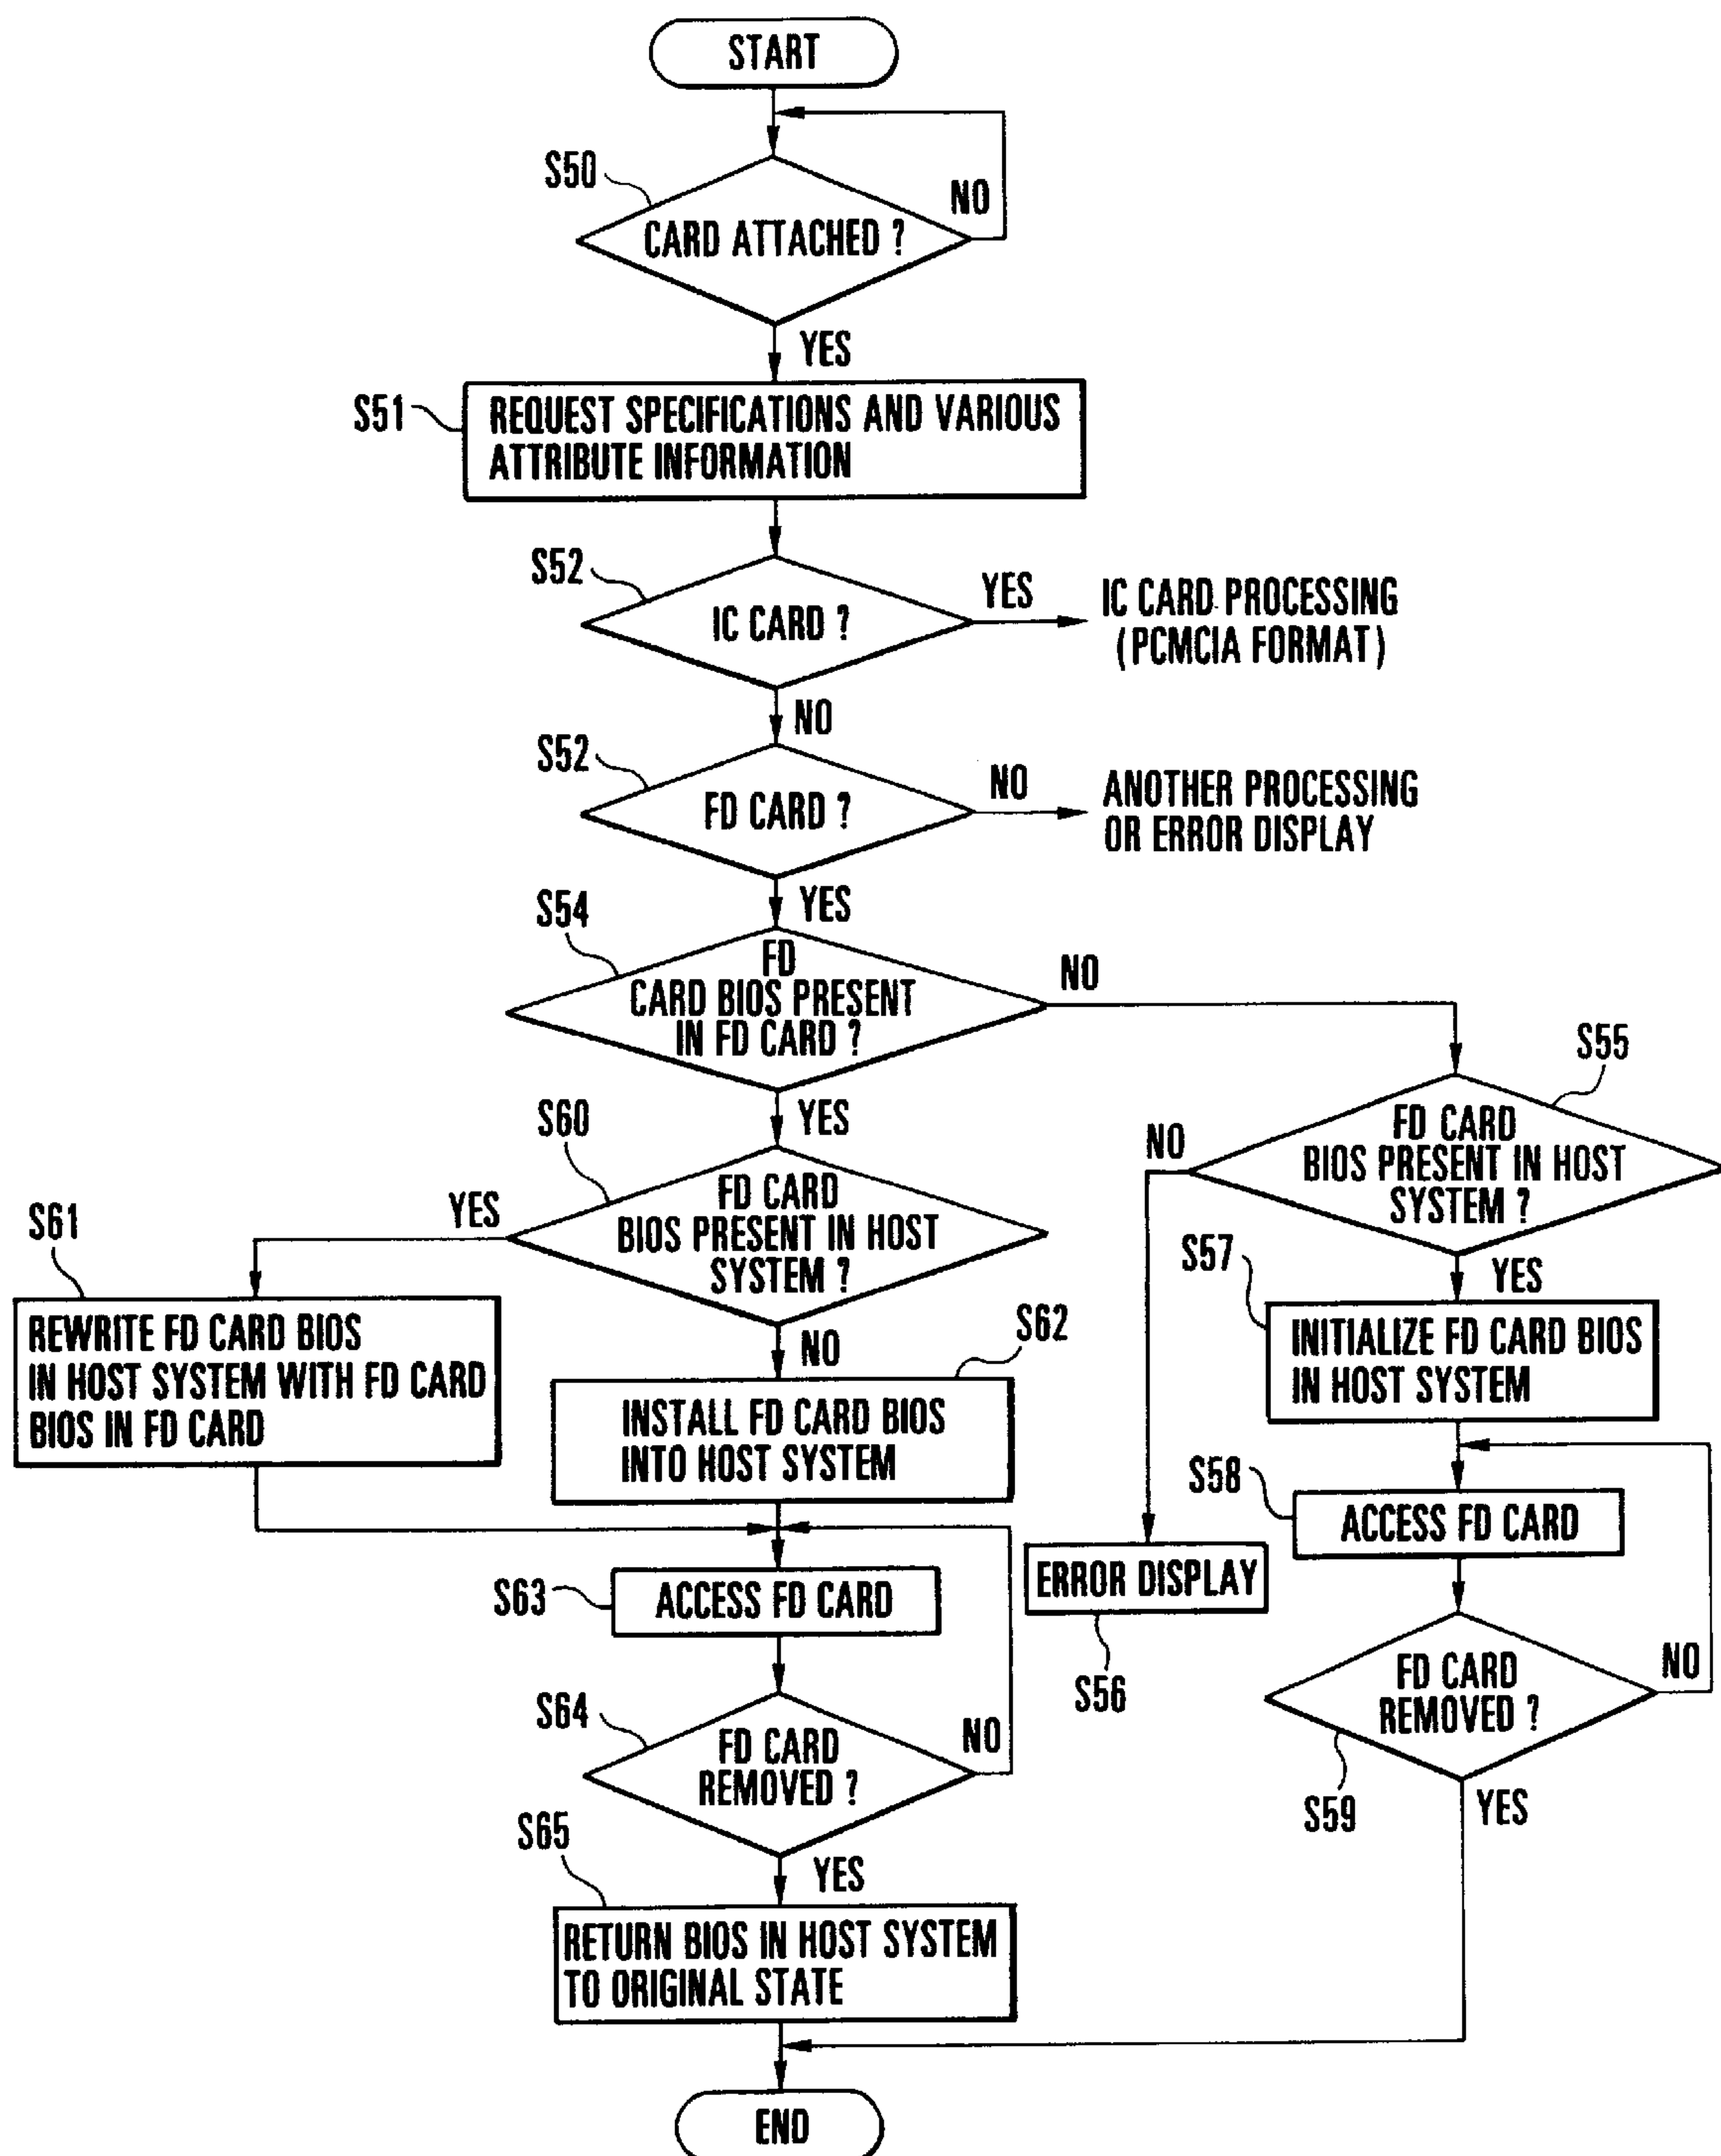 START
S50
NO
CARD ATTACHED ?
YES
S51
REQUEST SPECIFICATIONS AND VARIOUS
ATTRIBUTE INFORMATION
S52
IC CARD ?
YES
IC CARD PROCESSING
(PCMCIA FORMAT)
NO
S52
FD CARD ?
NO
ANOTHER PROCESSING
OR ERROR DISPLAY
YES
S54
FD
CARD BIOS PRESENT
IN FD CARD ?
NO
YES
S55
FD CARD
BIOS PRESENT IN HOST
SYSTEM ?
NO
YES
S60
FD CARD
BIOS PRESENT IN HOST
SYSTEM ?
YES
NO
S61
REWRITE FD CARD BIOS
IN HOST SYSTEM WITH FD CARD
BIOS IN FD CARD
S62
INSTALL FD CARD BIOS
INTO HOST SYSTEM
S57
INITIALIZE FD CARD BIOS
IN HOST SYSTEM
S58
ACCESS FD CARD
S63
ACCESS FD CARD
ERROR DISPLAY
S56
FD CARD
REMOVED ?
NO
S59
YES
S64
FD CARD
REMOVED ?
NO
YES
S65
RETURN BIOS IN HOST SYSTEM
TO ORIGINAL STATE
END